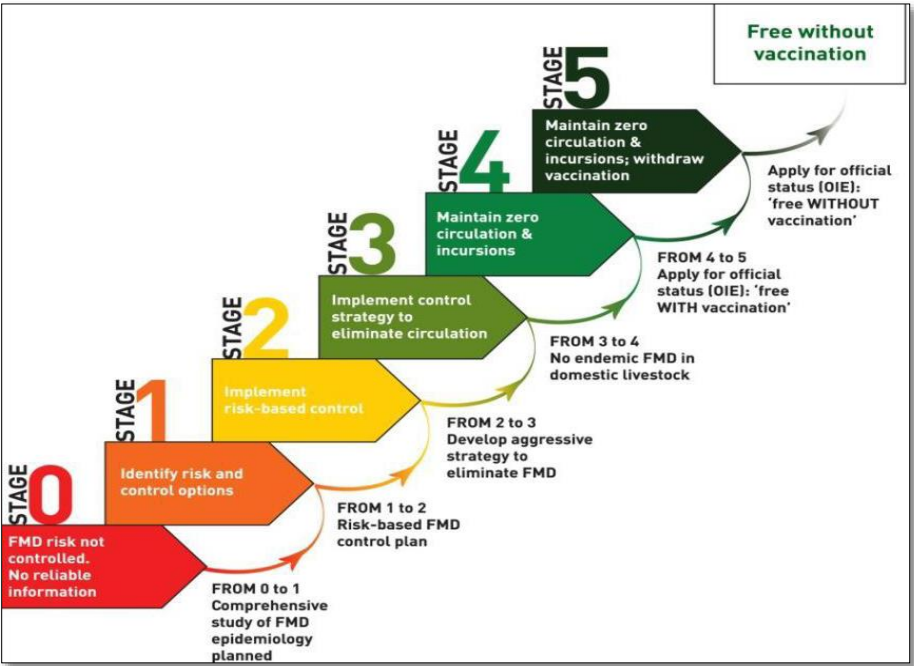 Free without
vaccination
STAGE 5
Maintain zero
circulation &
incursions; withdraw
vaccination
Apply for official
status (OIE):
‘free WITHOUT
vaccination’
STAGE 4
Maintain zero
circulation &
incursions
FROM 4 to 5
Apply for official
status (OIE): ‘free
WITH vaccination’
STAGE 3
Implement control
strategy to
eliminate circulation
FROM 3 to 4
No endemic FMD in
domestic livestock
STAGE 2
Implement
risk-based control
FROM 2 to 3
Develop aggressive
strategy to
eliminate FMD
STAGE 1
Identify risk and
control options
FROM 1 to 2
Risk-based FMD
control plan
STAGE 0
FMD risk not
controlled.
No reliable
information
FROM 0 to 1
Comprehensive
study of FMD
epidemiology
planned